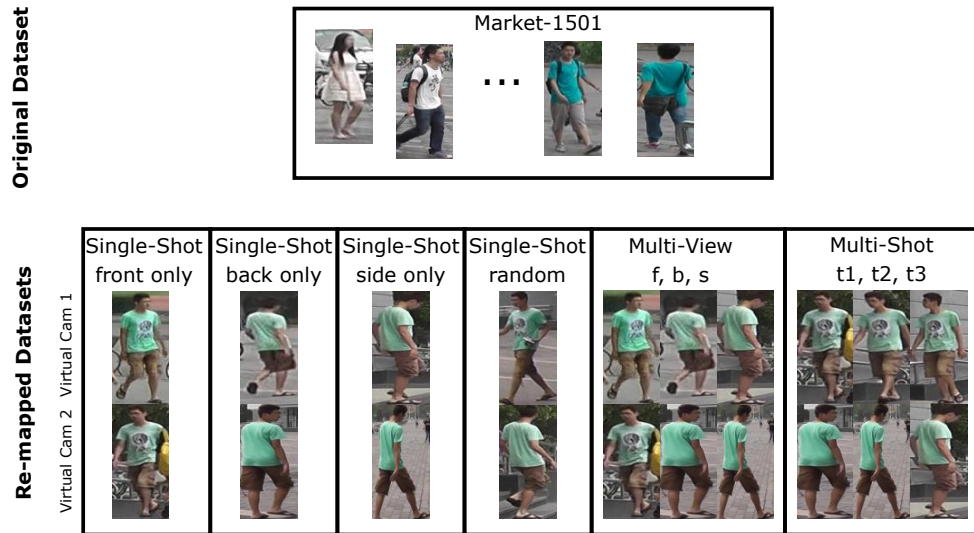 Original Dataset
Market-1501
...
Re-mapped Datasets
Virtual Cam 1
Virtual Cam 2
Single-Shot
front only
Single-Shot
back only
Single-Shot
side only
Single-Shot
random
Multi-View
f, b, s
Multi-Shot
t1, t2, t3